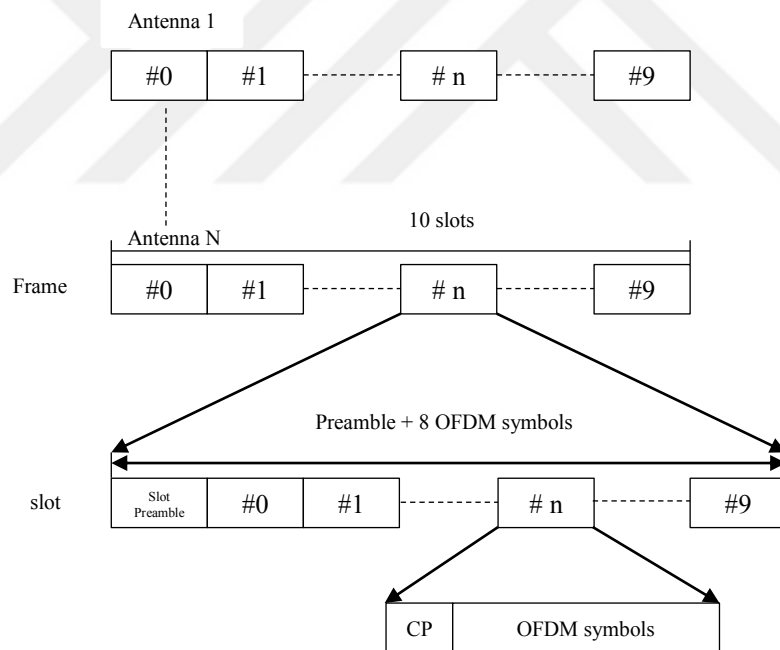 Antenna 1
#0 #1 # n #9
10 slots
Antenna N
Frame #0 #1 # n #9
Preamble + 8 OFDM symbols
slot Slot Preamble #0 #1 # n #9
CP OFDM symbols